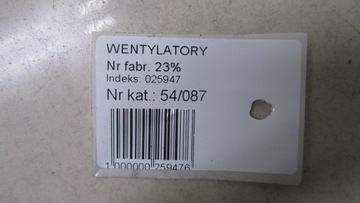 WENTYLATORY
Nr fabr. 23%
Indeks: 025947
Nr kat.: 54/087
1 000000 259476